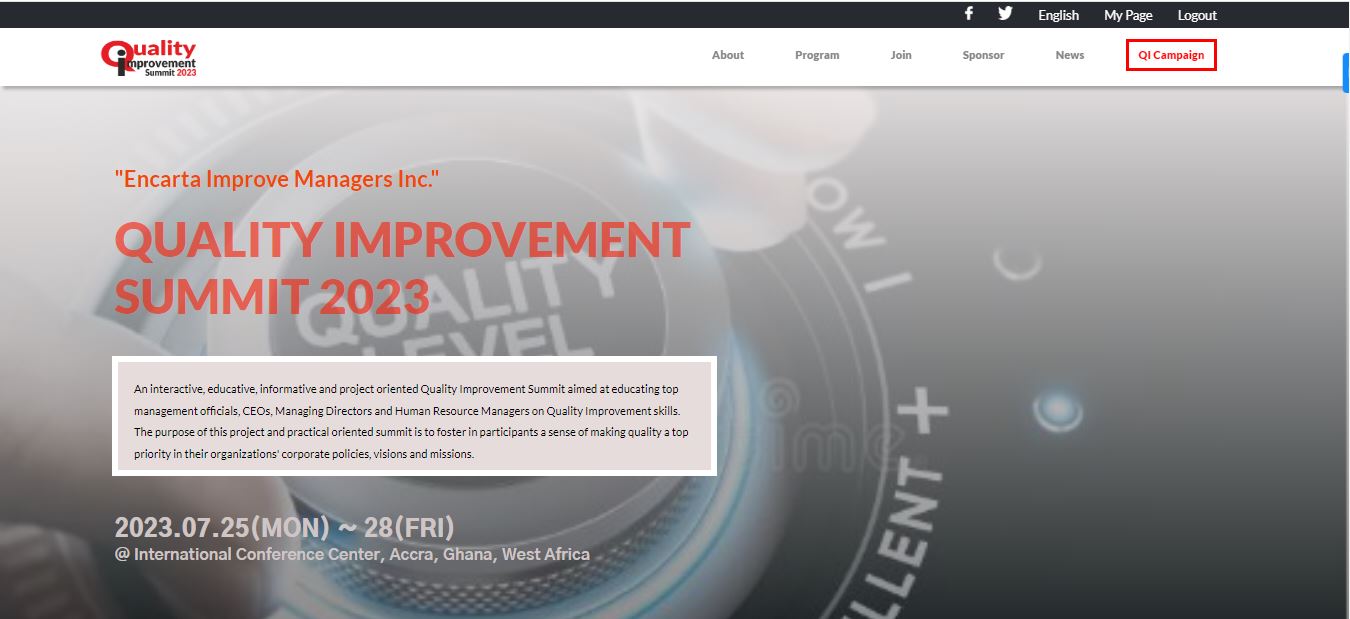 English My Page Logout
Quality
improvement
Summit 2023
About Program Join Sponsor News QI Campaign
"Encarta Improve Managers Inc."
QUALITY IMPROVEMENT
SUMMIT 2023
QUALITY
LEVEL
An interactive, educative, informative and project oriented Quality Improvement Summit aimed at educating top
management officials, CEOs, Managing Directors and Human Resource Managers on Quality Improvement skills.
The purpose of this project and practical oriented summit is to foster in participants a sense of making quality a top
priority in their organizations' corporate policies, visions and missions.
2023.07.25(MON) ~ 28(FRI)
@ International Conference Center, Accra, Ghana, West Africa
OW I
LLENT +